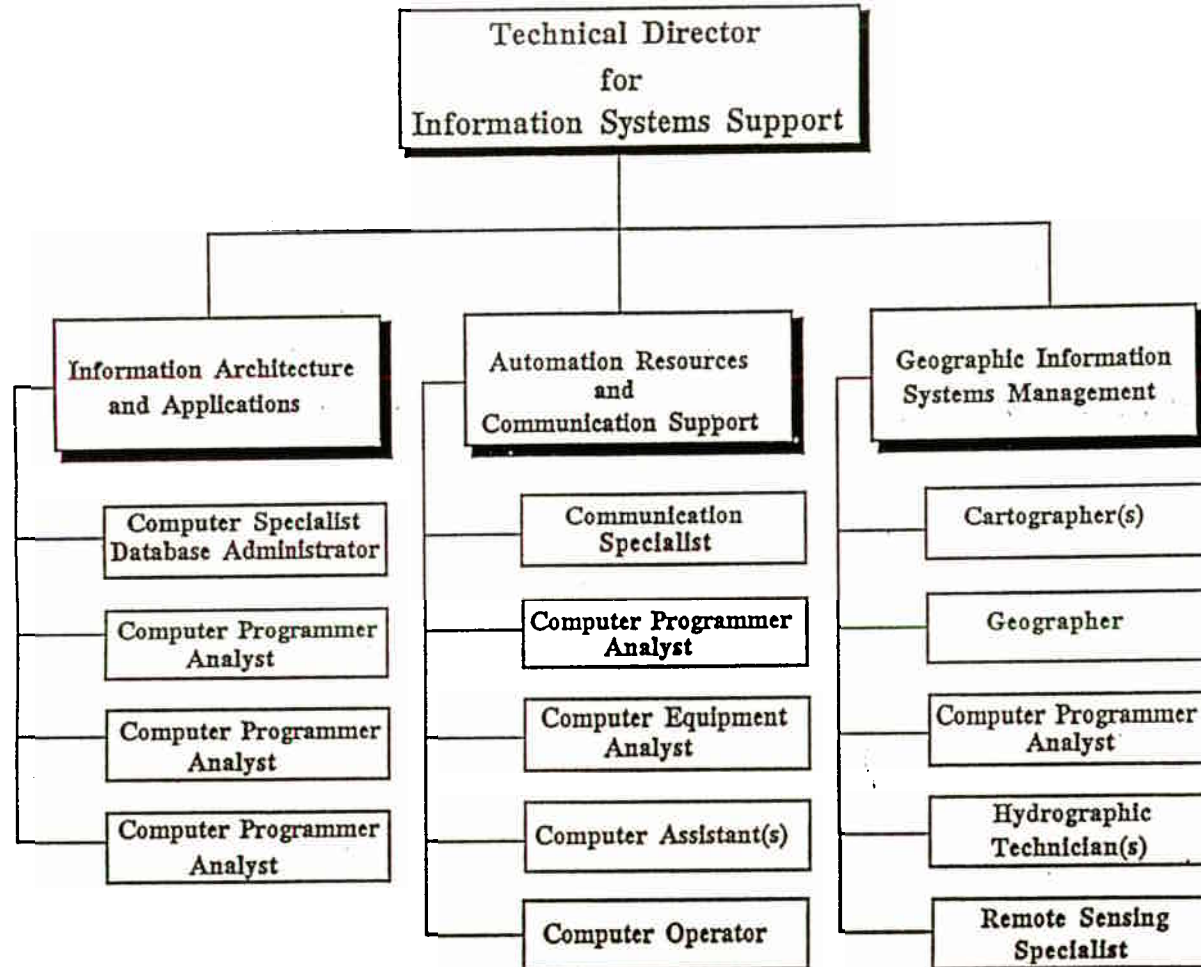 Technical Director
for
Information Systems Support
Information Architecture
and Applications
Computer Specialist
Database Administrator
Computer Programmer
Analyst
Computer Programmer
Analyst
Computer Programmer
Analyst
Automation Resources
and
Communication Support
Communication
Specialist
Computer Programmer
Analyst
Computer Equipment
Analyst
Computer Assistant(s)
Computer Operator
Geographic Information
Systems Management
Cartographer(s)
Geographer
Computer Programmer
Analyst
Hydrographic
Technician(s)
Remote Sensing
Specialist